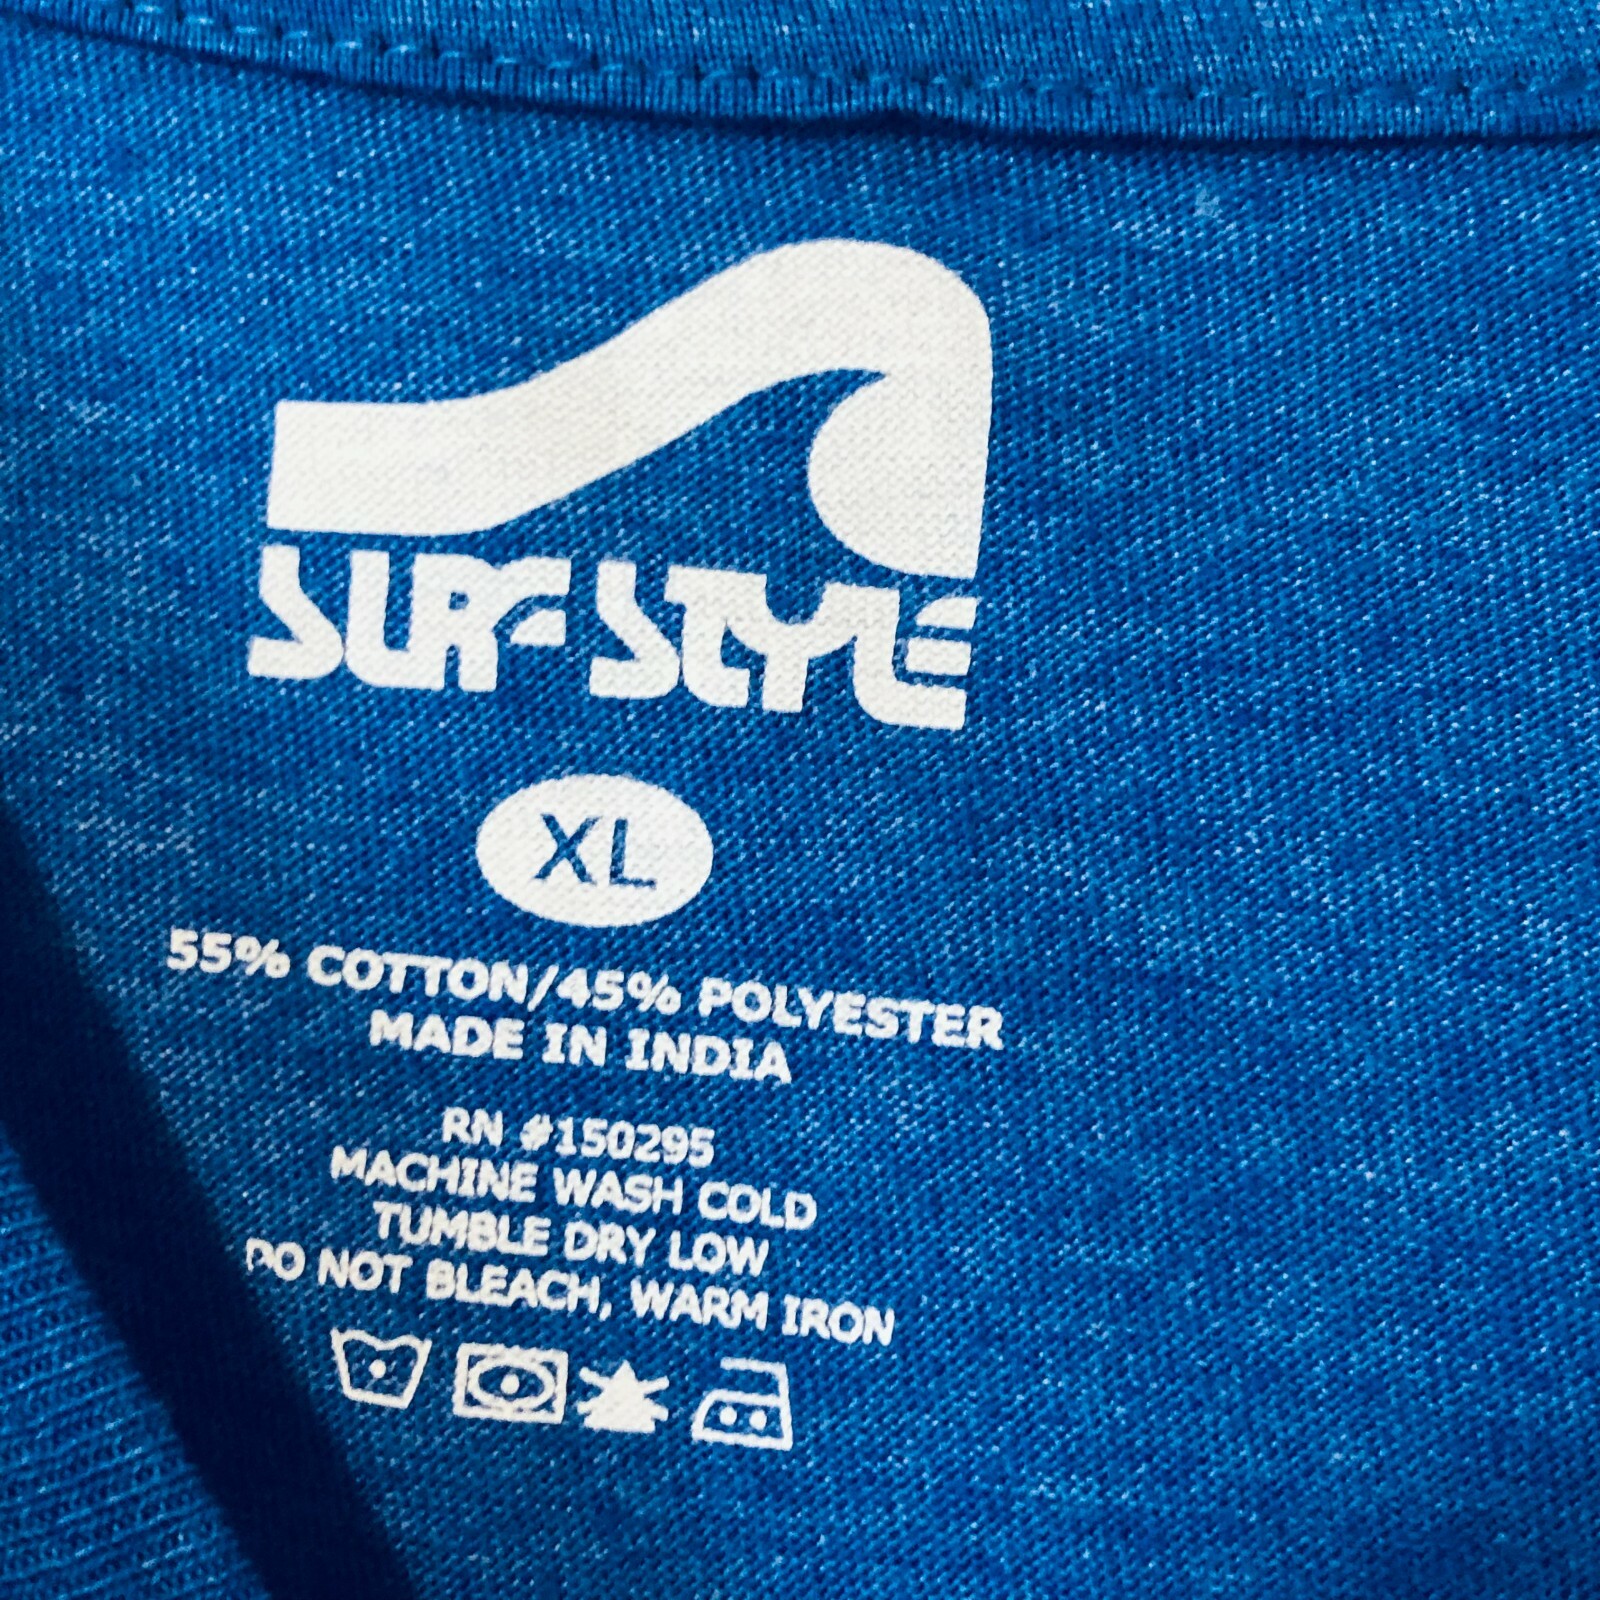 SURF STYLE
XL
55% COTTON/45% POLYESTER
MADE IN INDIA
RN #150295
MACHINE WASH COLD
TUMBLE DRY LOW
DO NOT BLEACH, WARM IRON